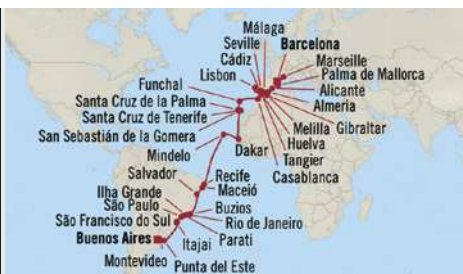 Málaga
Seville
Barcelona
Cádiz
Marseille
Lisbon
Palma de Mallorca
Funchal
Alicante
Santa Cruz de la Palma
Almeria
Santa Cruz de Tenerife
Gibraltar
San Sebastián de la Gomera
Melilla
Huelva
Mindelo
Dakar
Tangier
Casablanca
Salvador
Recife
Maceió
Ilha Grande
São Paulo
Buzios
São Francisco do Sul
Rio de Janeiro
Buenos Aires
Itajai
Parati
Montevideo
Punta del Este